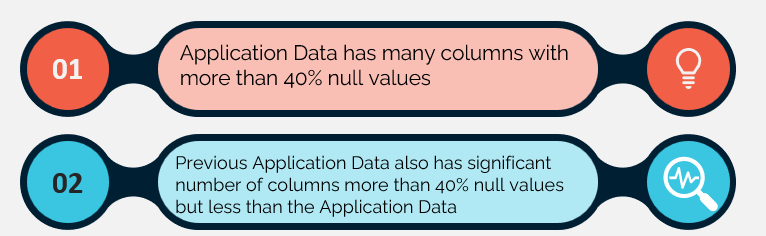 01
Application Data has many columns with
more than 40% null values
02
Previous Application Data also has significant
number of columns more than 40% null values
but less than the Application Data